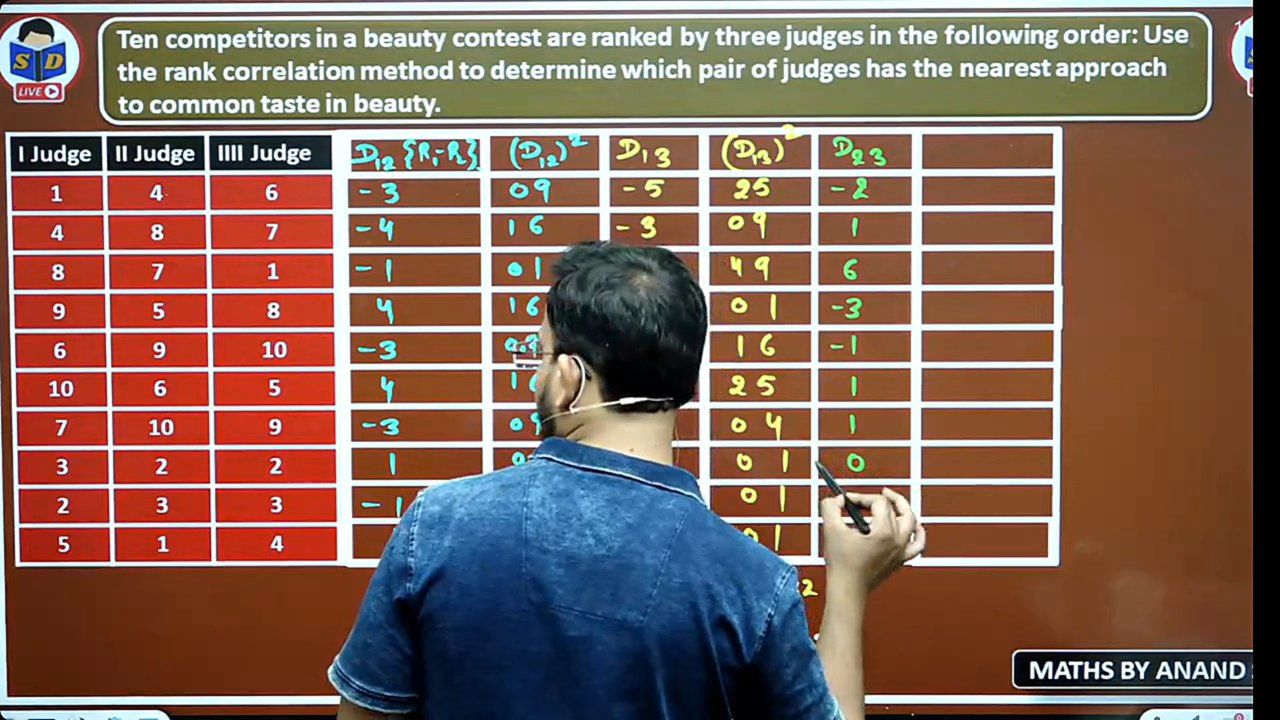 S D
LIVE
Ten competitors in a beauty contest are ranked by three judges in the following order: Use
the rank correlation method to determine which pair of judges has the nearest approach
to common taste in beauty.
I Judge II Judge IIII Judge D12 {R1-R2} (D12)2 D13 (D13)2 D23
1 4 6 -3 09 -5 25 -2
4 8 7 -4 16 -3 09 1
8 7 1 -1 01 49 6
9 5 8 4 16 01 -3
6 9 10 -3 16 -1
10 6 5 4 25 1
7 10 9 -3 04 1
3 2 2 1 01 0
2 3 3 -1 01
5 1 4 01
MATHS BY ANAND